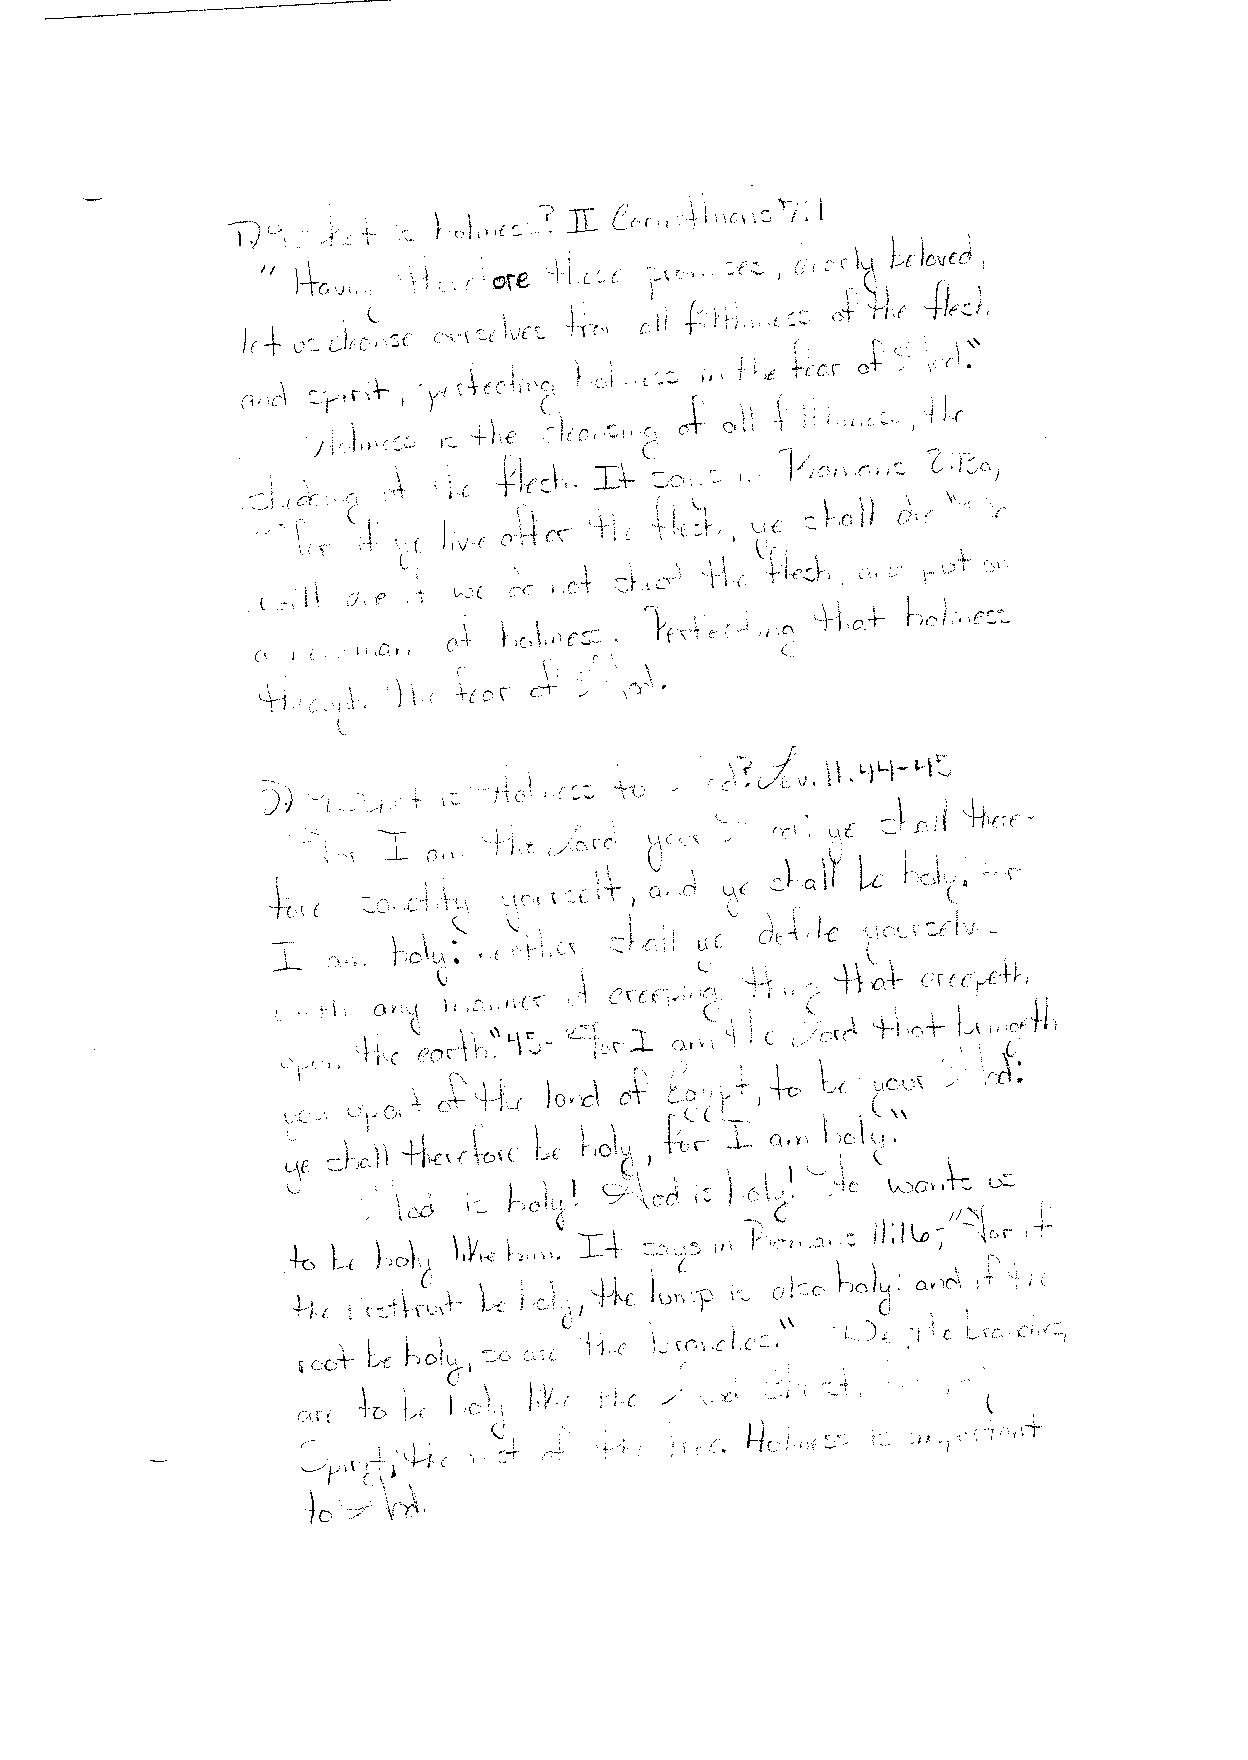 1) What is holiness? II Corinthians 7:1
"Having therefore these promises, dearly beloved,
let us cleanse ourselves from all filthiness of the flesh
and spirit, perfecting holiness in the fear of God."
Holiness is the cleansing of all filthiness, the
of the flesh. It says in Romans 8:13a,
"For if ye live after the flesh, ye shall die" We
will die if we do not shed the flesh, and put on
a new man of holiness. Perfecting that holiness
through the fear of God.
2) What is Holiness to God? Lev. 11:44-45
"For I am the Lord your God: ye shall there-
fore sanctify yourself, and ye shall be holy; for
I am holy: neither shall ye defile yourselves
with any manner of creeping thing that creepeth
upon the earth." 45- "For I am the Lord that bringeth
you up out of the land of Egypt, to be your God:
ye shall therefore be holy, for I am holy."
God is holy! God is holy! He wants us
to be holy like him. It says in Romans 11:16; "For if
the firstfruit be holy, the lump is also holy: and if the
root be holy, so are the branches." We the branches,
are to be holy like the
Spirit, the root of the tree. Holiness is important
to God.